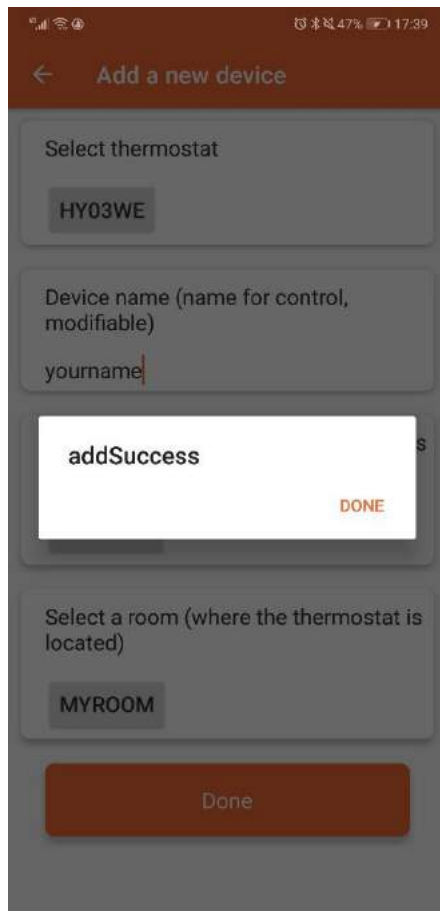 47% 17:39
Add a new device
Select thermostat
HY03WE
Device name (name for control,
modifiable)
yourname
s
addSuccess
DONE
Select a room (where the thermostat is
located)
MYROOM
Done